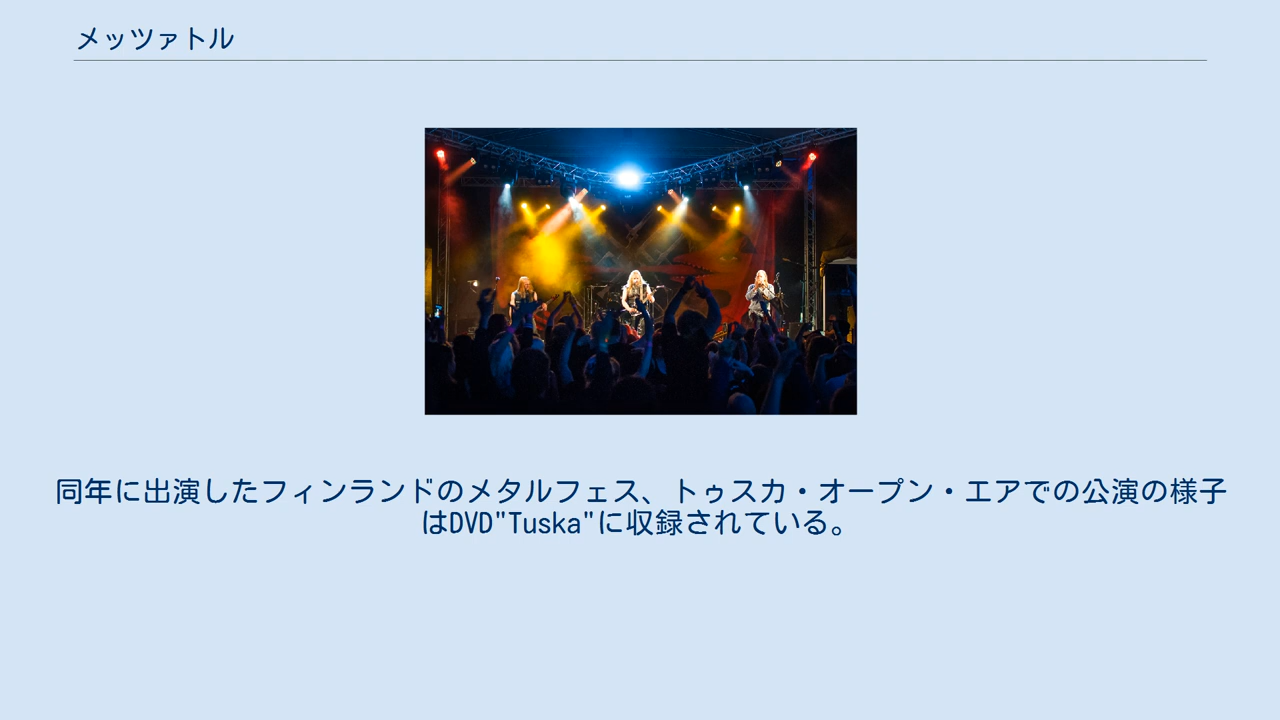 メッツァトル
同年に出演したフィンランドのメタルフェス、トゥスカ・オープン・エアでの公演の様子
はDVD"Tuska"に収録されている。